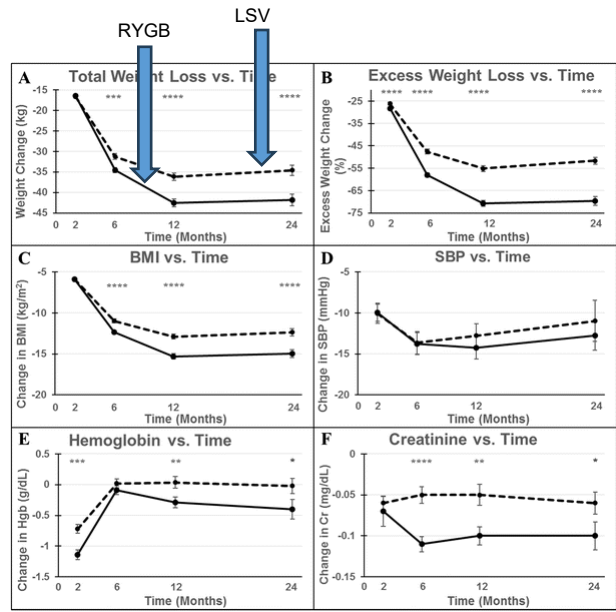 RYGB
LSV
A Total Weight Loss vs. Time
*** **** ****
Weight Change (kg)
-15
-20
-25
-30
-35
-40
-45
0 2 6 12 24
Time (Months)
B Excess Weight Loss vs. Time
**** **** **** ****
Excess Weight Change (%)
-25
-35
-45
-55
-65
-75
0 2 6 12 24
Time (Months)
C BMI vs. Time
**** **** ****
Change in BMI (kg/m²)
-5
-10
-15
-20
0 2 6 12 24
Time (Months)
D SBP vs. Time
Change in SBP (mmHg)
-5
-10
-15
-20
0 2 6 12 24
Time (Months)
E Hemoglobin vs. Time
*** ** *
Change in Hgb (g/dL)
0.5
0
-0.5
-1
-1.5
0 2 6 12 24
Time (Months)
F Creatinine vs. Time
**** ** *
Change in Cr (mg/dL)
0
-0.05
-0.1
-0.15
0 2 6 12 24
Time (Months)